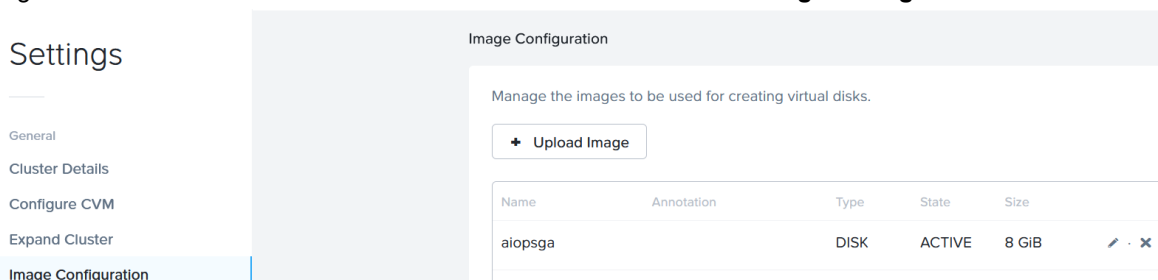 Settings
General
Cluster Details
Configure CVM
Expand Cluster
Image Configuration
Image Configuration
Manage the images to be used for creating virtual disks.
+ Upload Image
Name Annotation Type State Size
aiopsga DISK ACTIVE 8 GiB